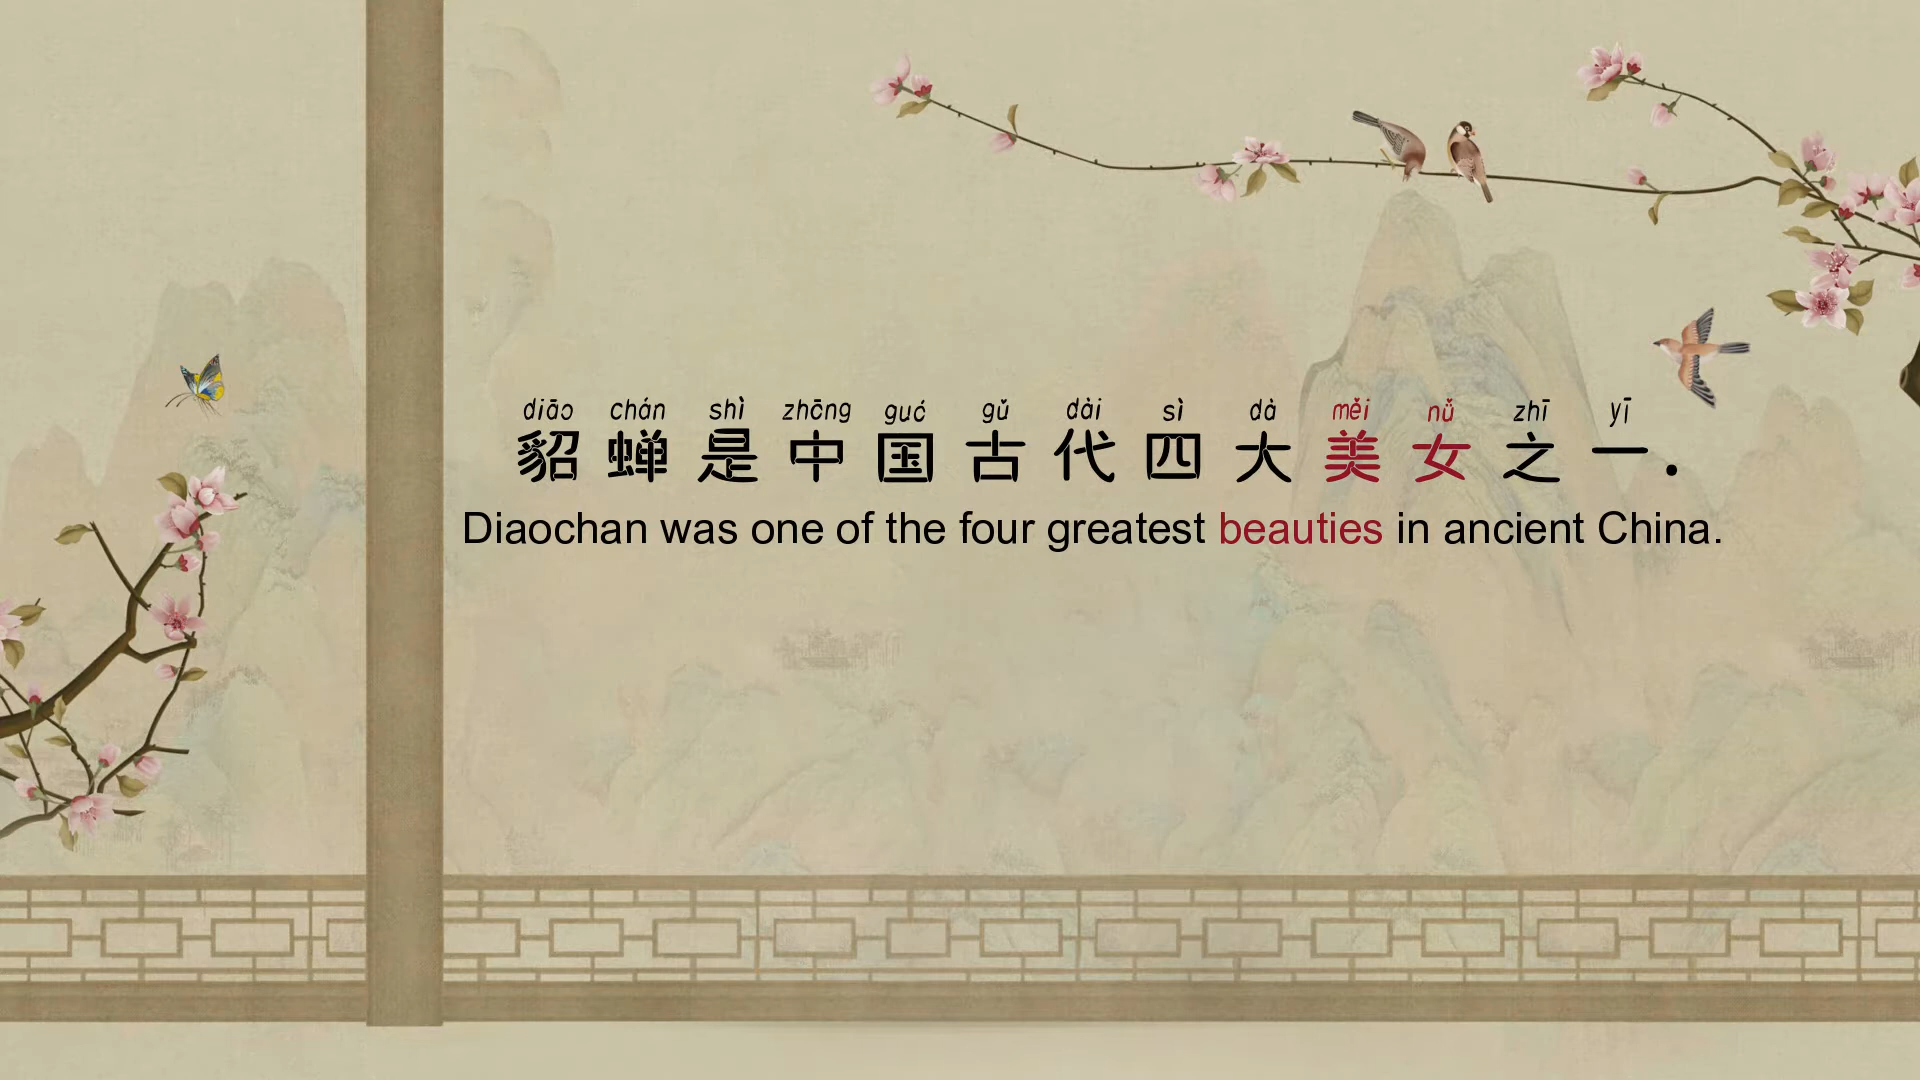 diāo chán shì zhōng guó gǔ dài sì dà měi nǚ zhī yī
貂蝉是中国古代四大美女之一.
Diaochan was one of the four greatest beauties in ancient China.